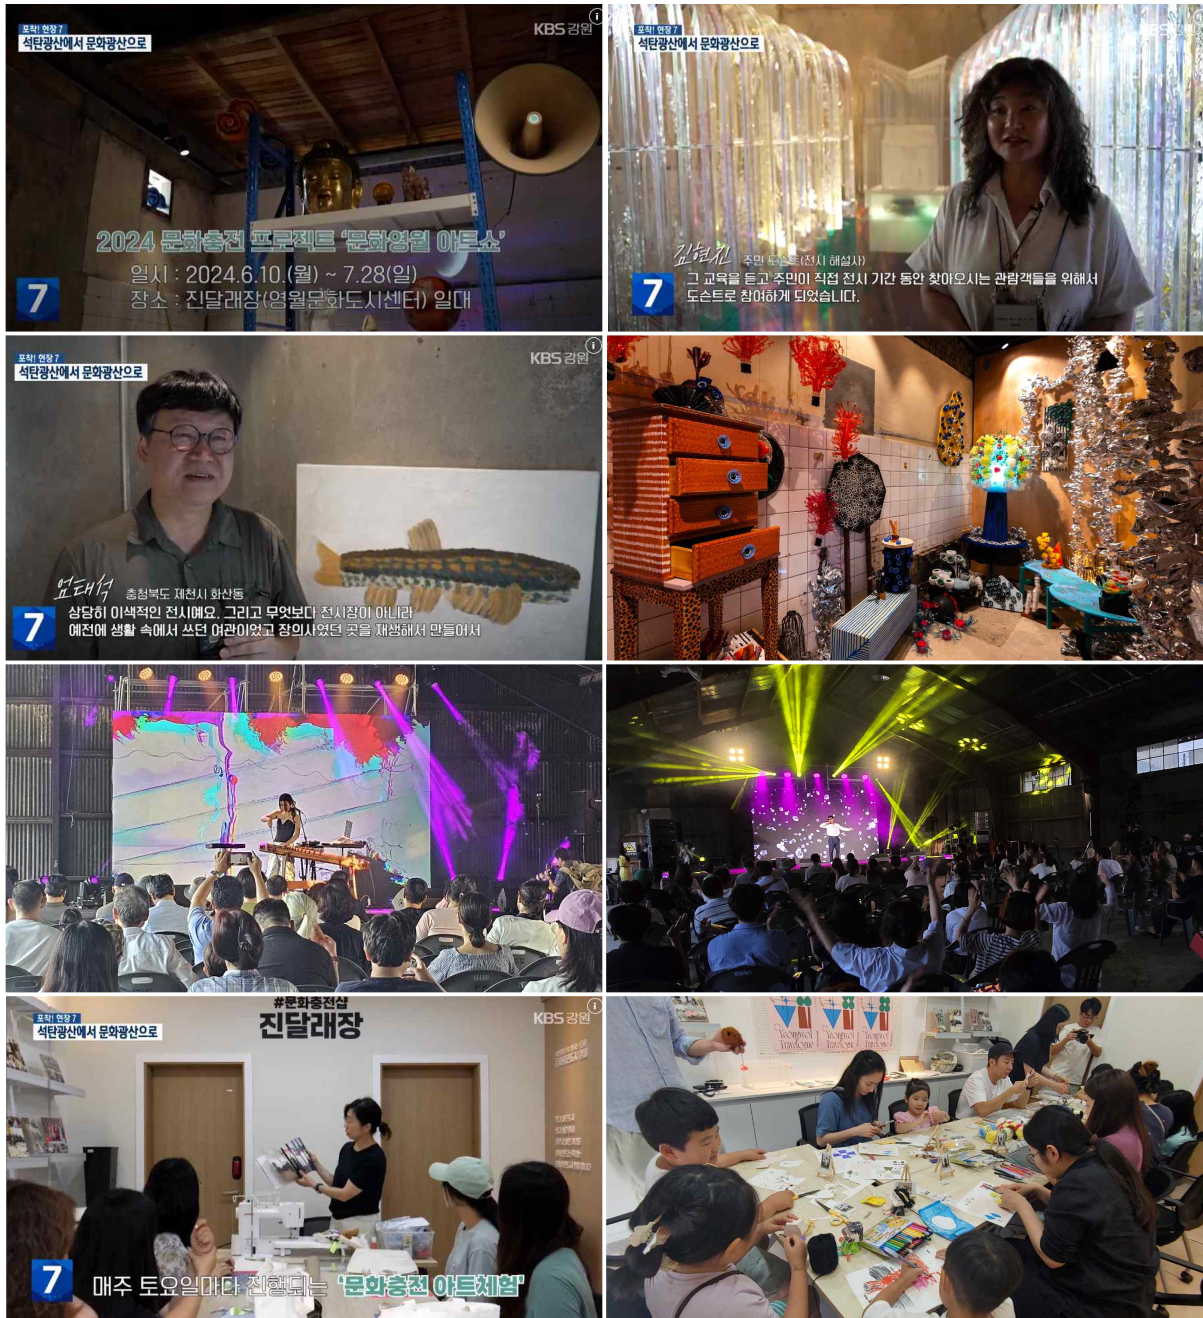 포착! 현장 7
석탄광산에서 문화광산으로
KBS 강원
2024 문화충전 프로젝트 ‘문화영월 아트쇼’
일시 : 2024.6.10.(월) ~ 7.28(일)
장소 : 진달래장(영월문화도시센터) 일대
7
포착! 현장 7
석탄광산에서 문화광산으로
KBS 강원
김현진 주민 도슨트(전시 해설사)
그 교육을 듣고 주민이 직접 전시 기간 동안 찾아오시는 관람객들을 위해서
도슨트로 참여하게 되었습니다.
7
포착! 현장 7
석탄광산에서 문화광산으로
KBS 강원
엄태석 충청북도 제천시 화산동
상당히 이색적인 전시예요. 그리고 무엇보다 전시장이 아니라
예전에 생활 속에서 쓰던 여관이었고 장의사였던 곳을 재생해서 만들어서
7
포착! 현장 7
석탄광산에서 문화광산으로
#문화충전샵
진달래장
KBS 강원
7
매주 토요일마다 진행되는 ‘문화충전 아트체험’
Yeongwol
Travelogue
Yeongwol
Travelogue